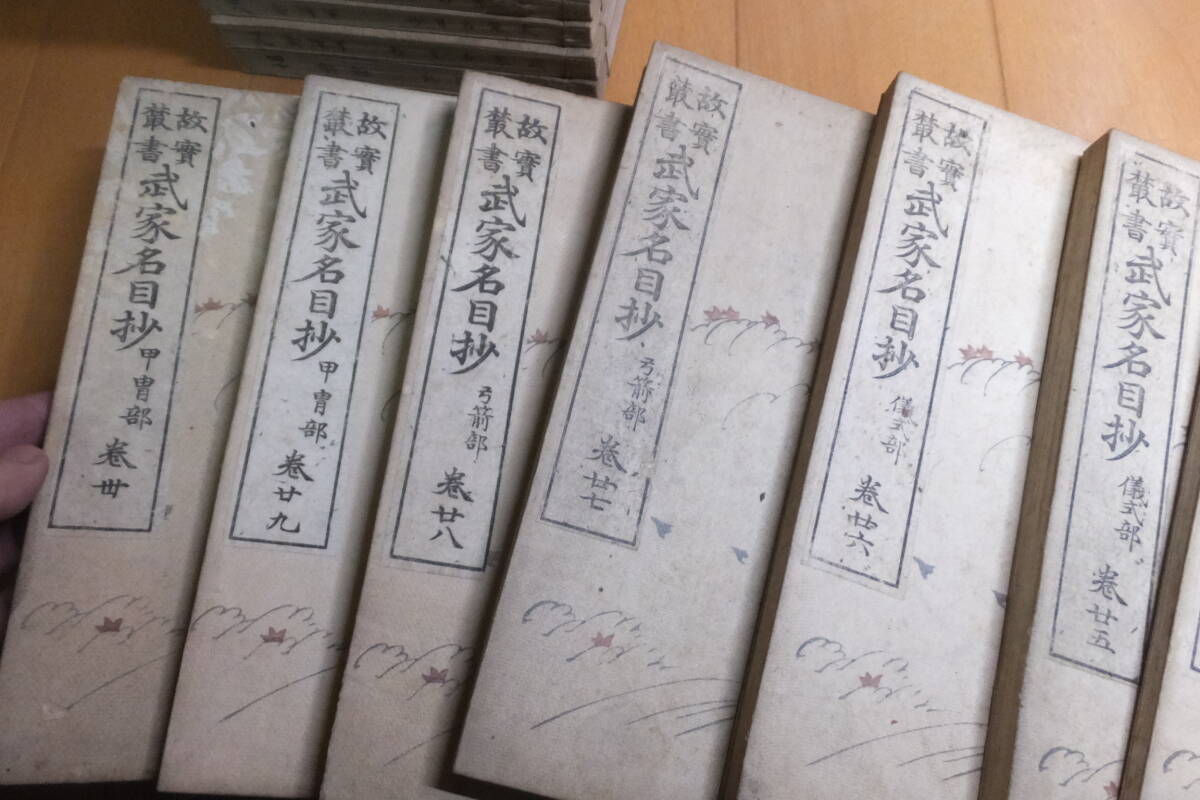 故實
叢書
武家名目抄 儀式部 卷廿五
故實
叢書
武家名目抄 儀式部 卷廿六
故實
叢書
武家名目抄 弓箭部 卷廿七
故實
叢書
武家名目抄 弓箭部 卷廿八
故實
叢書
武家名目抄 甲冑部 卷廿九
故實
叢書
武家名目抄 甲冑部 卷丗